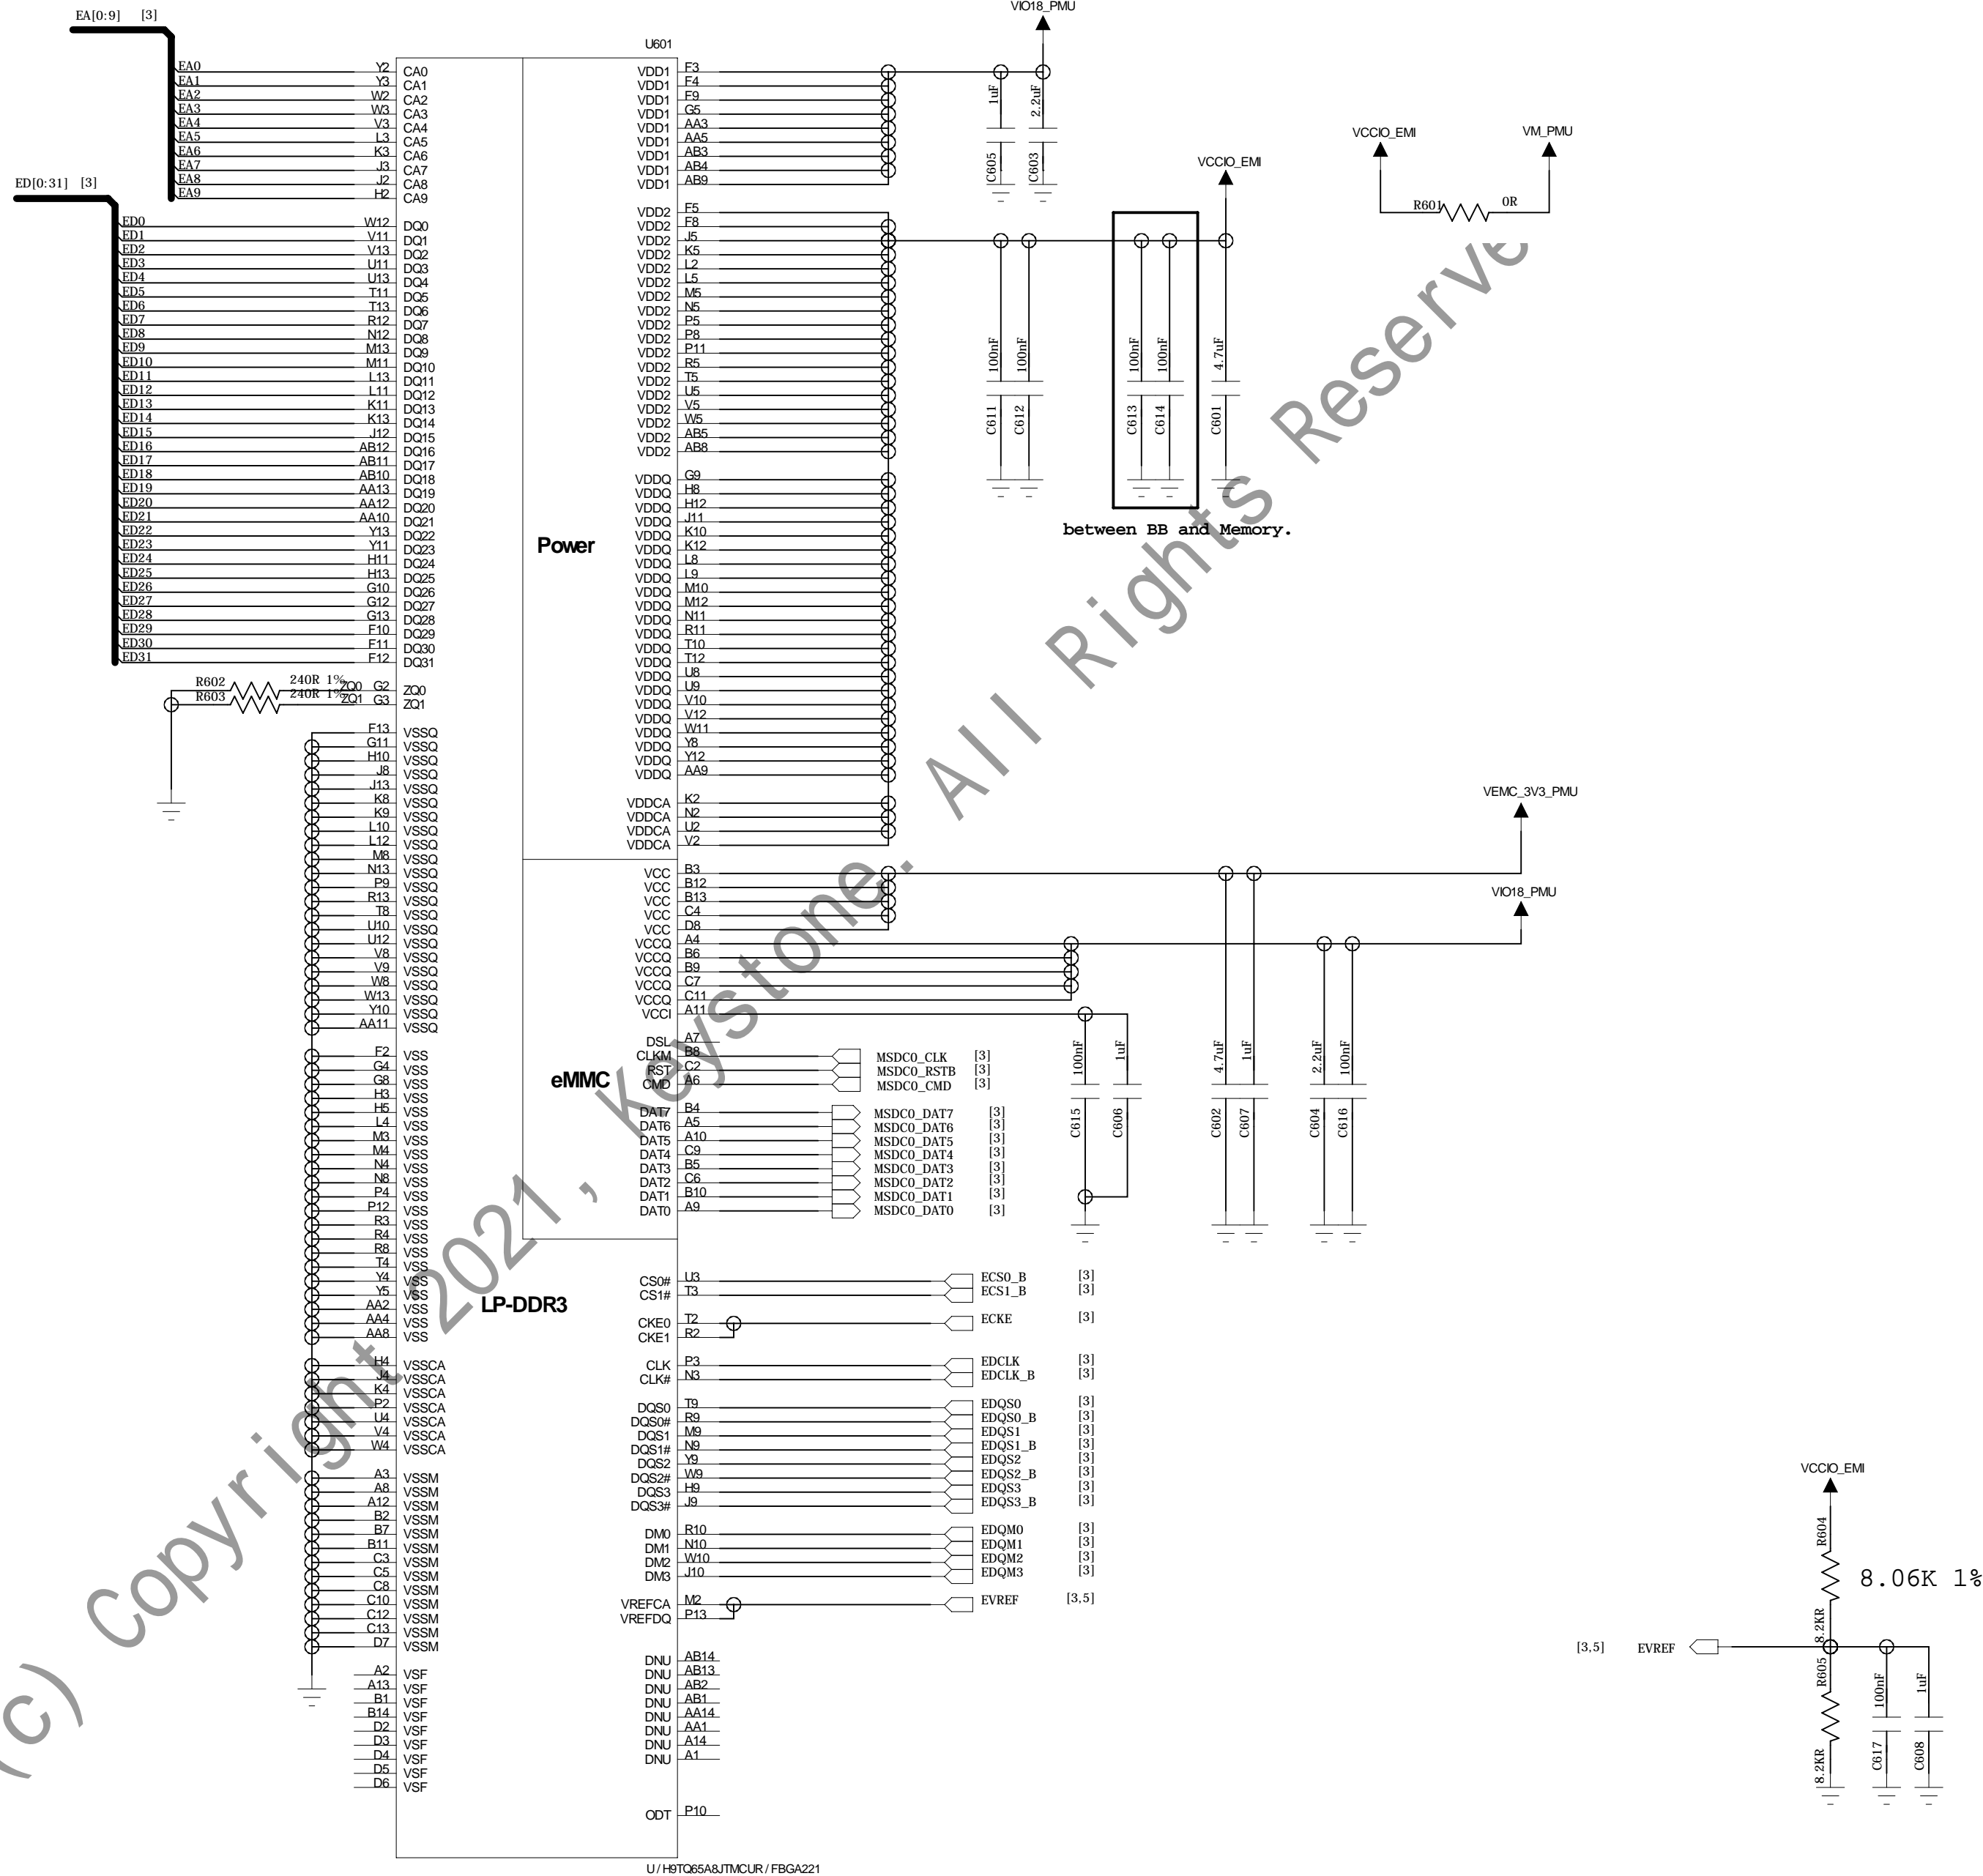 VIO18_PMU
EA[0:9] [3]
U601
EA0 Y2 CA0
EA1 Y3 CA1
EA2 W2 CA2
EA3 W3 CA3
EA4 V3 CA4
EA5 L3 CA5
EA6 K3 CA6
EA7 J3 CA7
EA8 J2 CA8
EA9 H2 CA9
ED[0:31] [3]
ED0 W12 DQ0
ED1 V11 DQ1
ED2 V13 DQ2
ED3 U11 DQ3
ED4 U13 DQ4
ED5 T11 DQ5
ED6 T13 DQ6
ED7 R12 DQ7
ED8 N12 DQ8
ED9 M13 DQ9
ED10 M11 DQ10
ED11 L13 DQ11
ED12 L11 DQ12
ED13 K11 DQ13
ED14 K13 DQ14
ED15 J12 DQ15
ED16 AB12 DQ16
ED17 AB11 DQ17
ED18 AB10 DQ18
ED19 AA13 DQ19
ED20 AA12 DQ20
ED21 AA10 DQ21
ED22 Y13 DQ22
ED23 Y11 DQ23
ED24 H11 DQ24
ED25 H13 DQ25
ED26 G10 DQ26
ED27 G12 DQ27
ED28 G13 DQ28
ED29 F10 DQ29
ED30 F11 DQ30
ED31 F12 DQ31
R602 240R 1% ZQ0 G2 ZQ0
R603 240R 1% ZQ1 G3 ZQ1
F13 VSSQ
G11 VSSQ
H10 VSSQ
J8 VSSQ
J13 VSSQ
K8 VSSQ
K9 VSSQ
L10 VSSQ
L12 VSSQ
M8 VSSQ
N13 VSSQ
P9 VSSQ
R13 VSSQ
T8 VSSQ
U10 VSSQ
U12 VSSQ
V8 VSSQ
V9 VSSQ
W8 VSSQ
W13 VSSQ
Y10 VSSQ
AA11 VSSQ
F2 VSS
G4 VSS
G8 VSS
H3 VSS
H5 VSS
L4 VSS
M3 VSS
M4 VSS
N4 VSS
N8 VSS
P4 VSS
P12 VSS
R3 VSS
R4 VSS
R8 VSS
T4 VSS
Y4 VSS
Y5 VSS
AA2 VSS
AA4 VSS
AA8 VSS
H4 VSSCA
J4 VSSCA
K4 VSSCA
P2 VSSCA
U4 VSSCA
V4 VSSCA
W4 VSSCA
A3 VSSM
A8 VSSM
A12 VSSM
B2 VSSM
B7 VSSM
B11 VSSM
C3 VSSM
C5 VSSM
C8 VSSM
C10 VSSM
C12 VSSM
C13 VSSM
D7 VSSM
A2 VSF
A13 VSF
B1 VSF
B14 VSF
D2 VSF
D3 VSF
D4 VSF
D5 VSF
D6 VSF
Power
eMMC
LP-DDR3
VDD1 F3
VDD1 F4
VDD1 F9
VDD1 G5
VDD1 AA3
VDD1 AA5
VDD1 AB3
VDD1 AB4
VDD1 AB9
VDD2 F5
VDD2 F8
VDD2 J5
VDD2 K5
VDD2 L2
VDD2 L5
VDD2 M5
VDD2 N5
VDD2 P5
VDD2 P8
VDD2 P11
VDD2 R5
VDD2 T5
VDD2 U5
VDD2 V5
VDD2 W5
VDD2 AB5
VDD2 AB8
VDDQ G9
VDDQ H8
VDDQ H12
VDDQ J11
VDDQ K10
VDDQ K12
VDDQ L8
VDDQ L9
VDDQ M10
VDDQ M12
VDDQ N11
VDDQ R11
VDDQ T10
VDDQ T12
VDDQ U8
VDDQ U9
VDDQ V10
VDDQ V12
VDDQ W11
VDDQ Y8
VDDQ Y12
VDDQ AA9
VDDCA K2
VDDCA N2
VDDCA U2
VDDCA V2
VCC B3
VCC B12
VCC B13
VCC C4
VCC D8
VCCQ A4
VCCQ B6
VCCQ B9
VCCQ C7
VCCQ C11
VCCI A11
DSL A7
CLKM B8 MSDC0_CLK [3]
RST C2 MSDC0_RSTB [3]
CMD A6 MSDC0_CMD [3]
DAT7 B4 MSDC0_DAT7 [3]
DAT6 A5 MSDC0_DAT6 [3]
DAT5 A10 MSDC0_DAT5 [3]
DAT4 C9 MSDC0_DAT4 [3]
DAT3 B5 MSDC0_DAT3 [3]
DAT2 C6 MSDC0_DAT2 [3]
DAT1 B10 MSDC0_DAT1 [3]
DAT0 A9 MSDC0_DAT0 [3]
CS0# U3 ECS0_B [3]
CS1# T3 ECS1_B [3]
CKE0 T2 ECKE [3]
CKE1 R2
CLK P3 EDCLK [3]
CLK# N3 EDCLK_B [3]
DQS0 T9 EDQS0 [3]
DQS0# R9 EDQS0_B [3]
DQS1 M9 EDQS1 [3]
DQS1# N9 EDQS1_B [3]
DQS2 Y9 EDQS2 [3]
DQS2# W9 EDQS2_B [3]
DQS3 H9 EDQS3 [3]
DQS3# J9 EDQS3_B [3]
DM0 R10 EDQM0 [3]
DM1 N10 EDQM1 [3]
DM2 W10 EDQM2 [3]
DM3 J10 EDQM3 [3]
VREFCA M2 EVREF [3,5]
VREFDQ P13
DNU AB14
DNU AB13
DNU AB2
DNU AB1
DNU AA14
DNU AA1
DNU A14
DNU A1
ODT P10
U / H9TQ65A8JTMCUR / FBGA221
C605 1uF
C603 2.2uF
VCCIO_EMI
C611 100nF
C612 100nF
C613 100nF
C614 100nF
C601 4.7uF
between BB and Memory.
VCCIO_EMI VM_PMU
R601 0R
VEMC_3V3_PMU
VIO18_PMU
C615 100nF
C606 1uF
C602 4.7uF
C607 1uF
C604 2.2uF
C616 100nF
VCCIO_EMI
R604 8.2KR
8.06K 1%
[3,5] EVREF
R605 8.2KR
C617 100nF
C608 1uF
(c) Copyright 2021, Keystone. All Rights Reserve